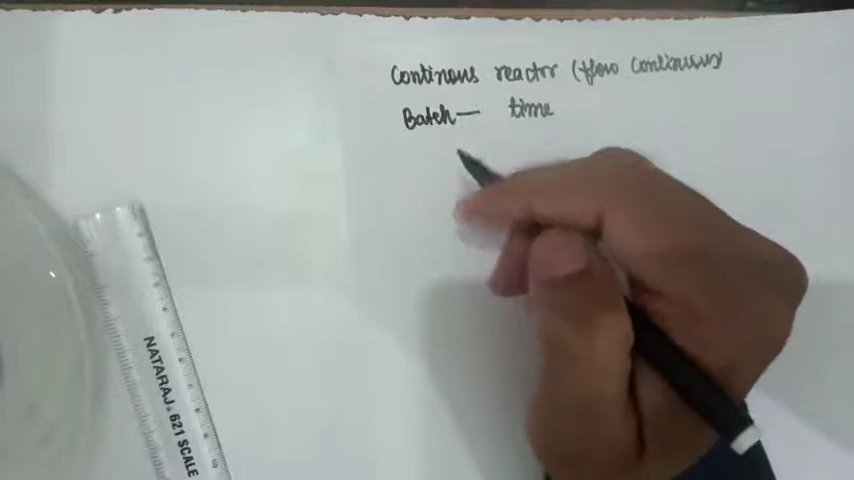 Continous reactor (flow continuous
Batch — time
NATARAJ 621 SCALE